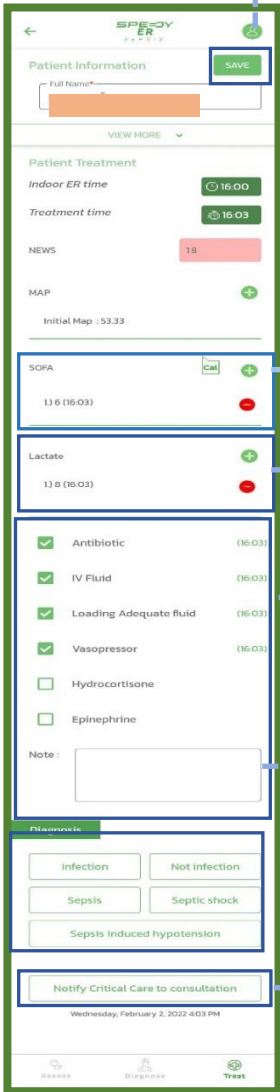 SPEEDY
ER
SEPSIS
Patient Information
SAVE
Full Name*
VIEW MORE
Patient Treatment
Indoor ER time
16:00
Treatment time
16:03
NEWS
18
MAP
Initial Map : 53.33
SOFA
Cal
1.) 6 (16:03)
Lactate
1.) 8 (16:03)
Antibiotic (16:03)
IV Fluid (16:03)
Loading Adequate fluid (16:03)
Vasopressor (16:03)
Hydrocortisone
Epinephrine
Note :
Diagnosis
Infection Not infection
Sepsis Septic shock
Sepsis induced hypotension
Notify Critical Care to consultation
Wednesday, February 2, 2022 4:03 PM
Assess Diagnose Treat